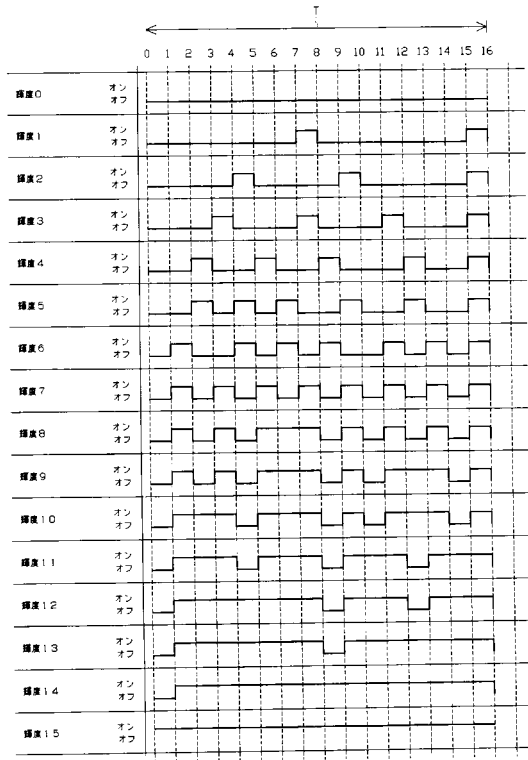 T
0 1 2 3 4 5 6 7 8 9 10 11 12 13 14 15 16
輝度0 オン
オフ
輝度1 オン
オフ
輝度2 オン
オフ
輝度3 オン
オフ
輝度4 オン
オフ
輝度5 オン
オフ
輝度6 オン
オフ
輝度7 オン
オフ
輝度8 オン
オフ
輝度9 オン
オフ
輝度10 オン
オフ
輝度11 オン
オフ
輝度12 オン
オフ
輝度13 オン
オフ
輝度14 オン
オフ
輝度15 オン
オフ